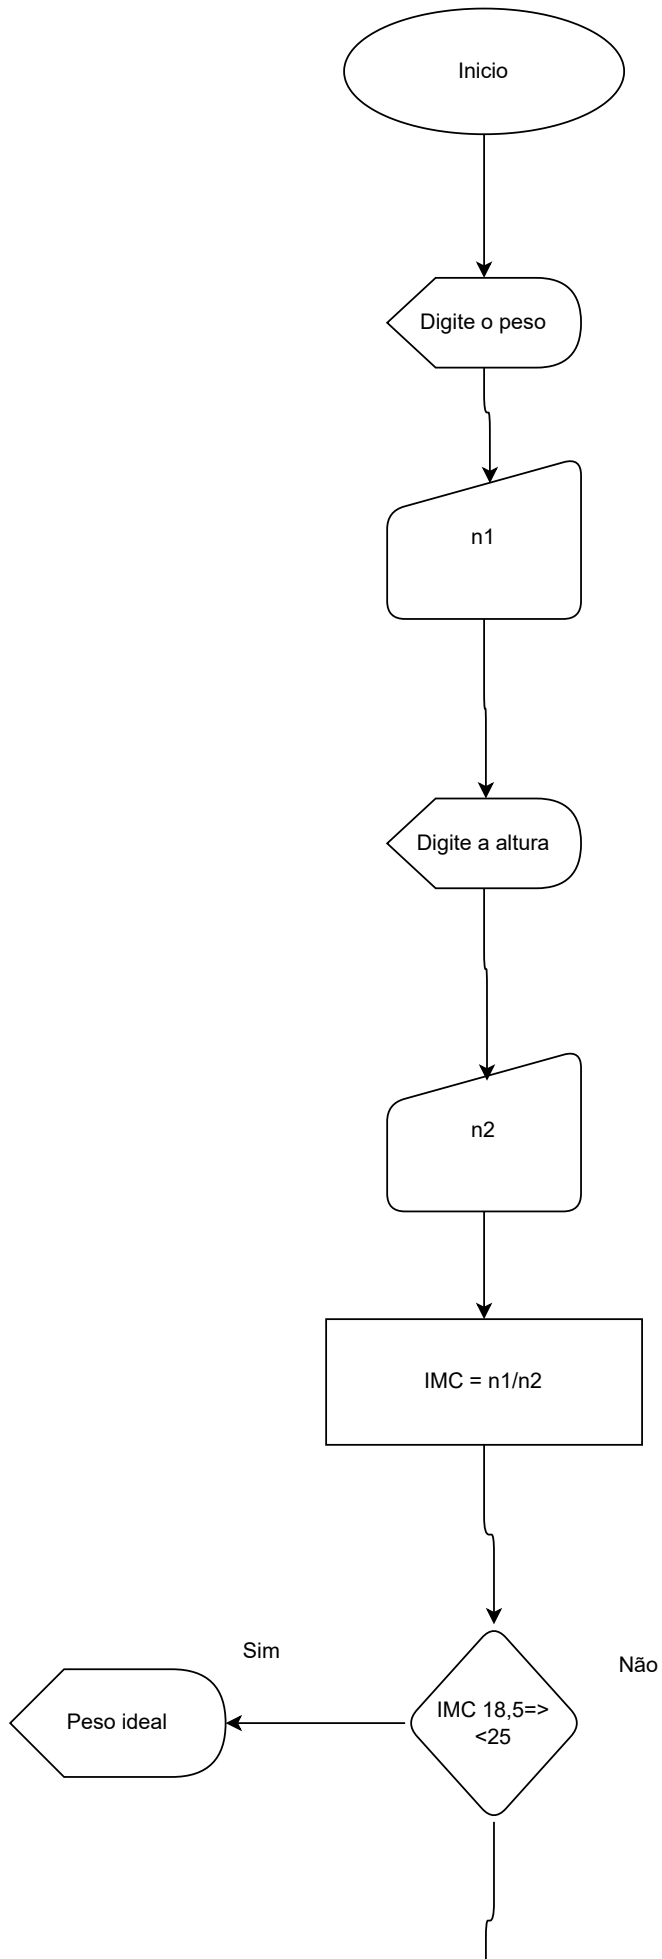 Inicio
Digite o peso
n1
Digite a altura
n2
IMC = n1/n2
Sim
Não
Peso ideal
IMC 18,5=>
<25